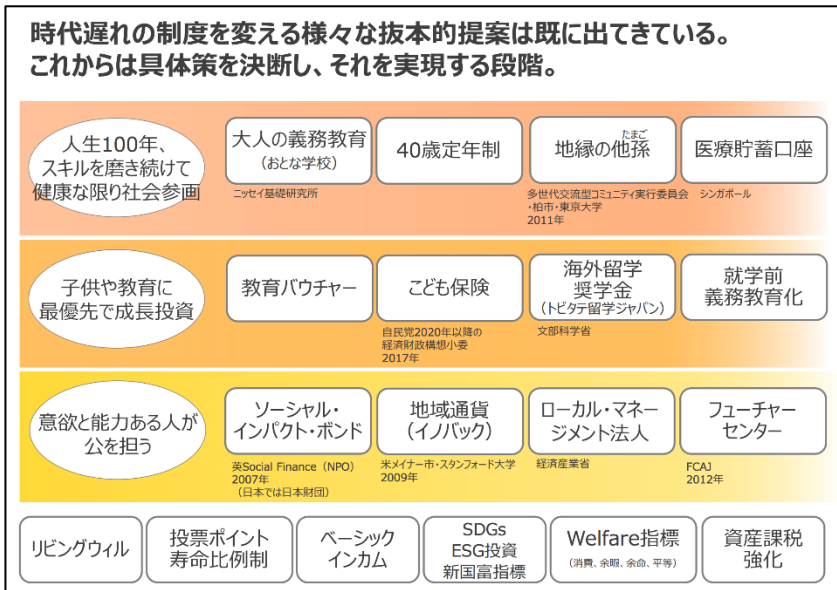 時代遅れの制度を変える様々な抜本的提案は既に出てきている。
これからは具体策を決断し、それを実現する段階。
人生100年、
スキルを磨き続けて
健康な限り社会参画
大人の義務教育
（おとな学校）
ニッセイ基礎研究所
40歳定年制
たまご
地縁の他孫
多世代交流型コミュニティ実行委員会
・柏市・東京大学
2011年
医療貯蓄口座
シンガポール
子供や教育に
最優先で成長投資
教育バウチャー
こども保険
自民党2020年以降の
経済財政構想小委
2017年
海外留学
奨学金
（トビタテ留学ジャパン）
文部科学省
就学前
義務教育化
意欲と能力ある人が
公を担う
ソーシャル・
インパクト・ボンド
英Social Finance（NPO）
2007年
（日本では日本財団）
地域通貨
（イノバック）
米メイナー市・スタンフォード大学
2009年
ローカル・マネー
ジメント法人
経済産業省
フューチャー
センター
FCAJ
2012年
リビングウィル
投票ポイント
寿命比例制
ベーシック
インカム
SDGs
ESG投資
新国富指標
Welfare指標
（消費、余暇、余命、平等）
資産課税
強化